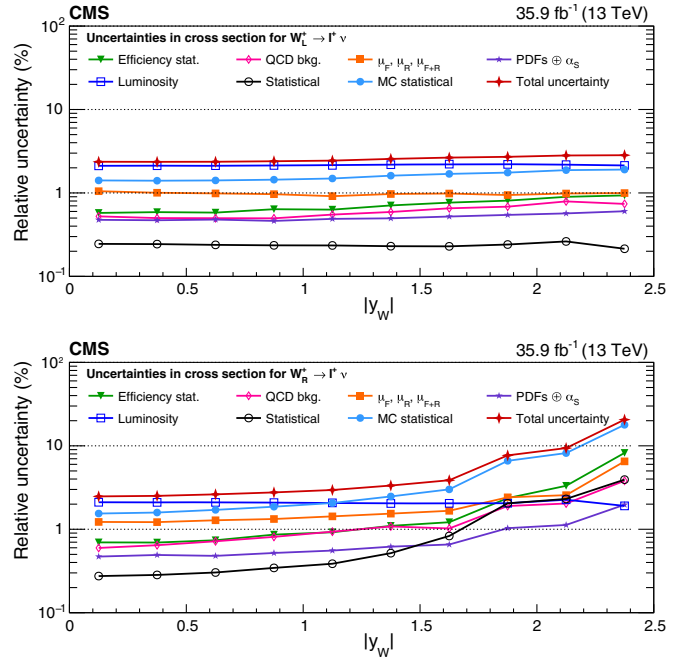 CMS 35.9 fb⁻¹ (13 TeV)
Uncertainties in cross section for W⁺_L → l⁺ ν
Efficiency stat. QCD bkg. μ_F, μ_R, μ_F+R PDFs ⊕ α_S
Luminosity Statistical MC statistical Total uncertainty
Relative uncertainty (%)
10²
10
1
10⁻¹
0 0.5 1 1.5 2 2.5
|y_W|
CMS 35.9 fb⁻¹ (13 TeV)
Uncertainties in cross section for W⁺_R → l⁺ ν
Efficiency stat. QCD bkg. μ_F, μ_R, μ_F+R PDFs ⊕ α_S
Luminosity Statistical MC statistical Total uncertainty
Relative uncertainty (%)
10²
10
1
10⁻¹
0 0.5 1 1.5 2 2.5
|y_W|